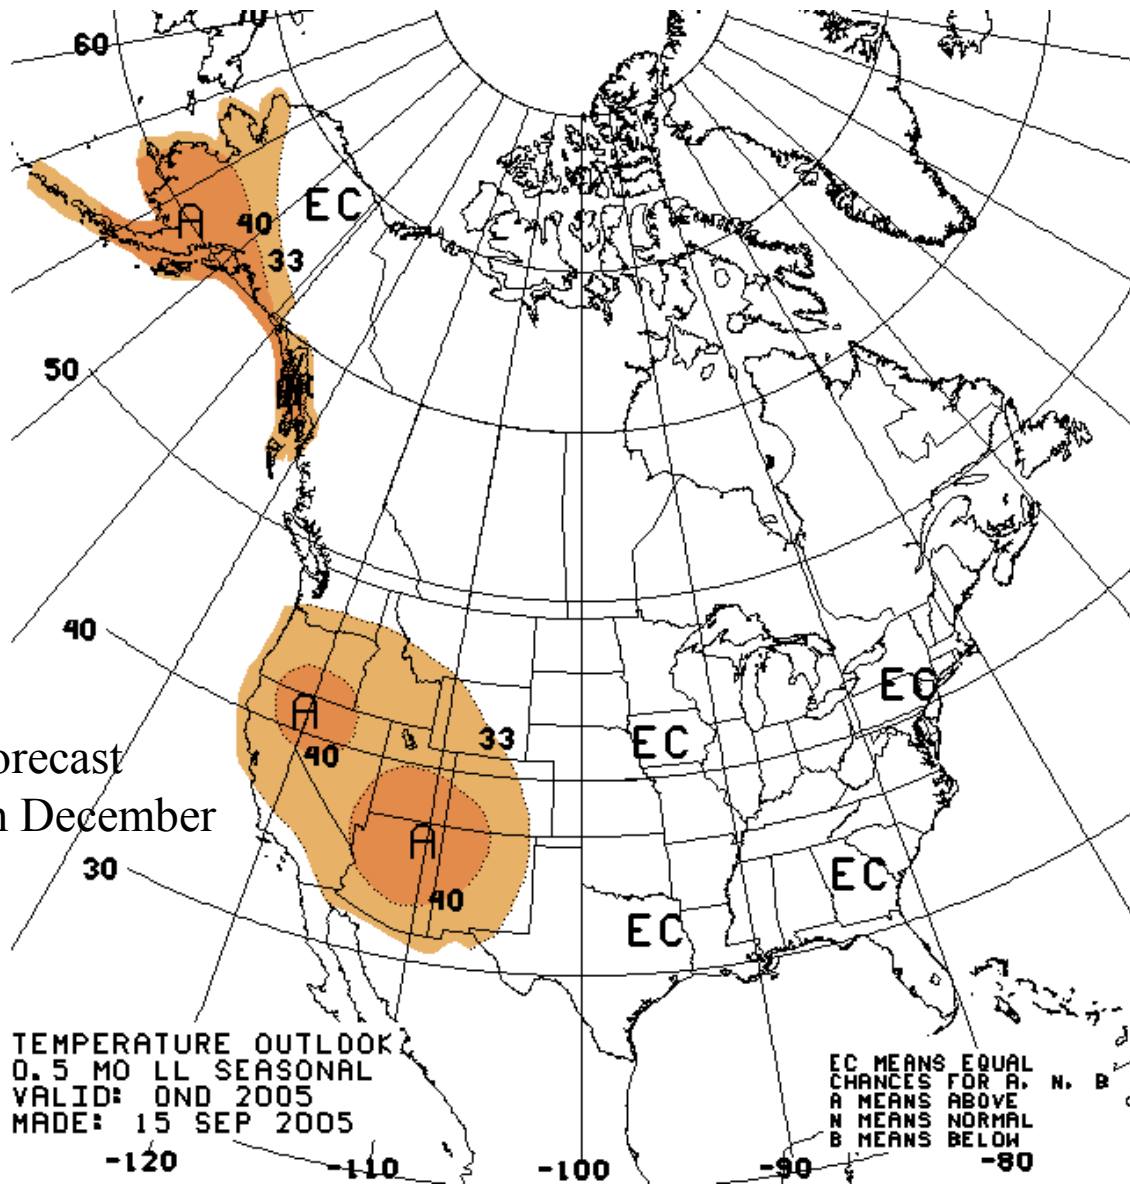 70
60
EC
A
40
33
50
40
EC
A
33
EC
40
orecast
n December
A
30
EC
40
EC
TEMPERATURE OUTLOOK
0.5 MO LL SEASONAL
VALID: OND 2005
MADE: 15 SEP 2005
EC MEANS EQUAL
CHANCES FOR A, N, B
A MEANS ABOVE
N MEANS NORMAL
B MEANS BELOW
-120 -110 -100 -90 -80